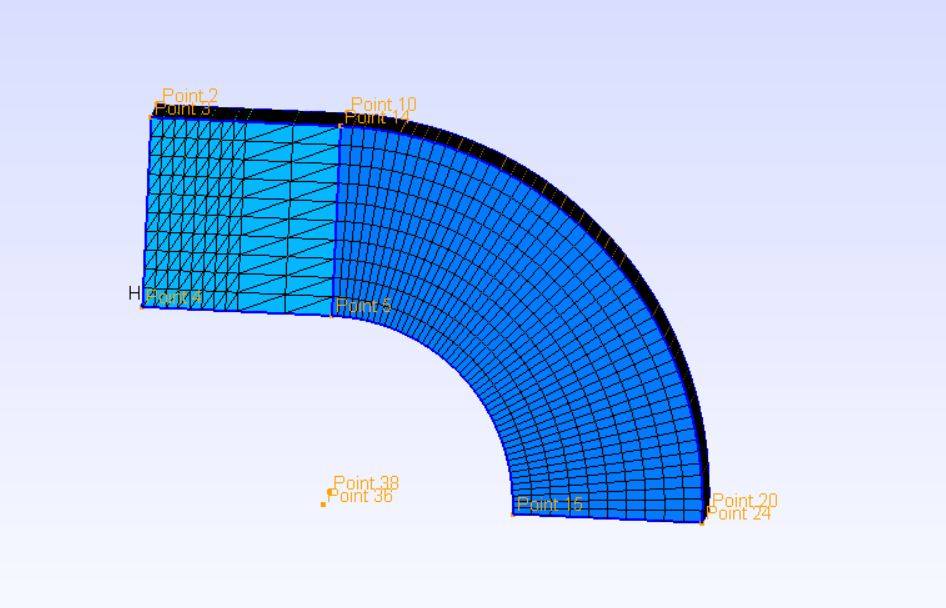 Point 2
Point 3
Point 10
Point 14
H
Point 4
Point 5
Point 38
Point 36
Point 15
Point 20
Point 24